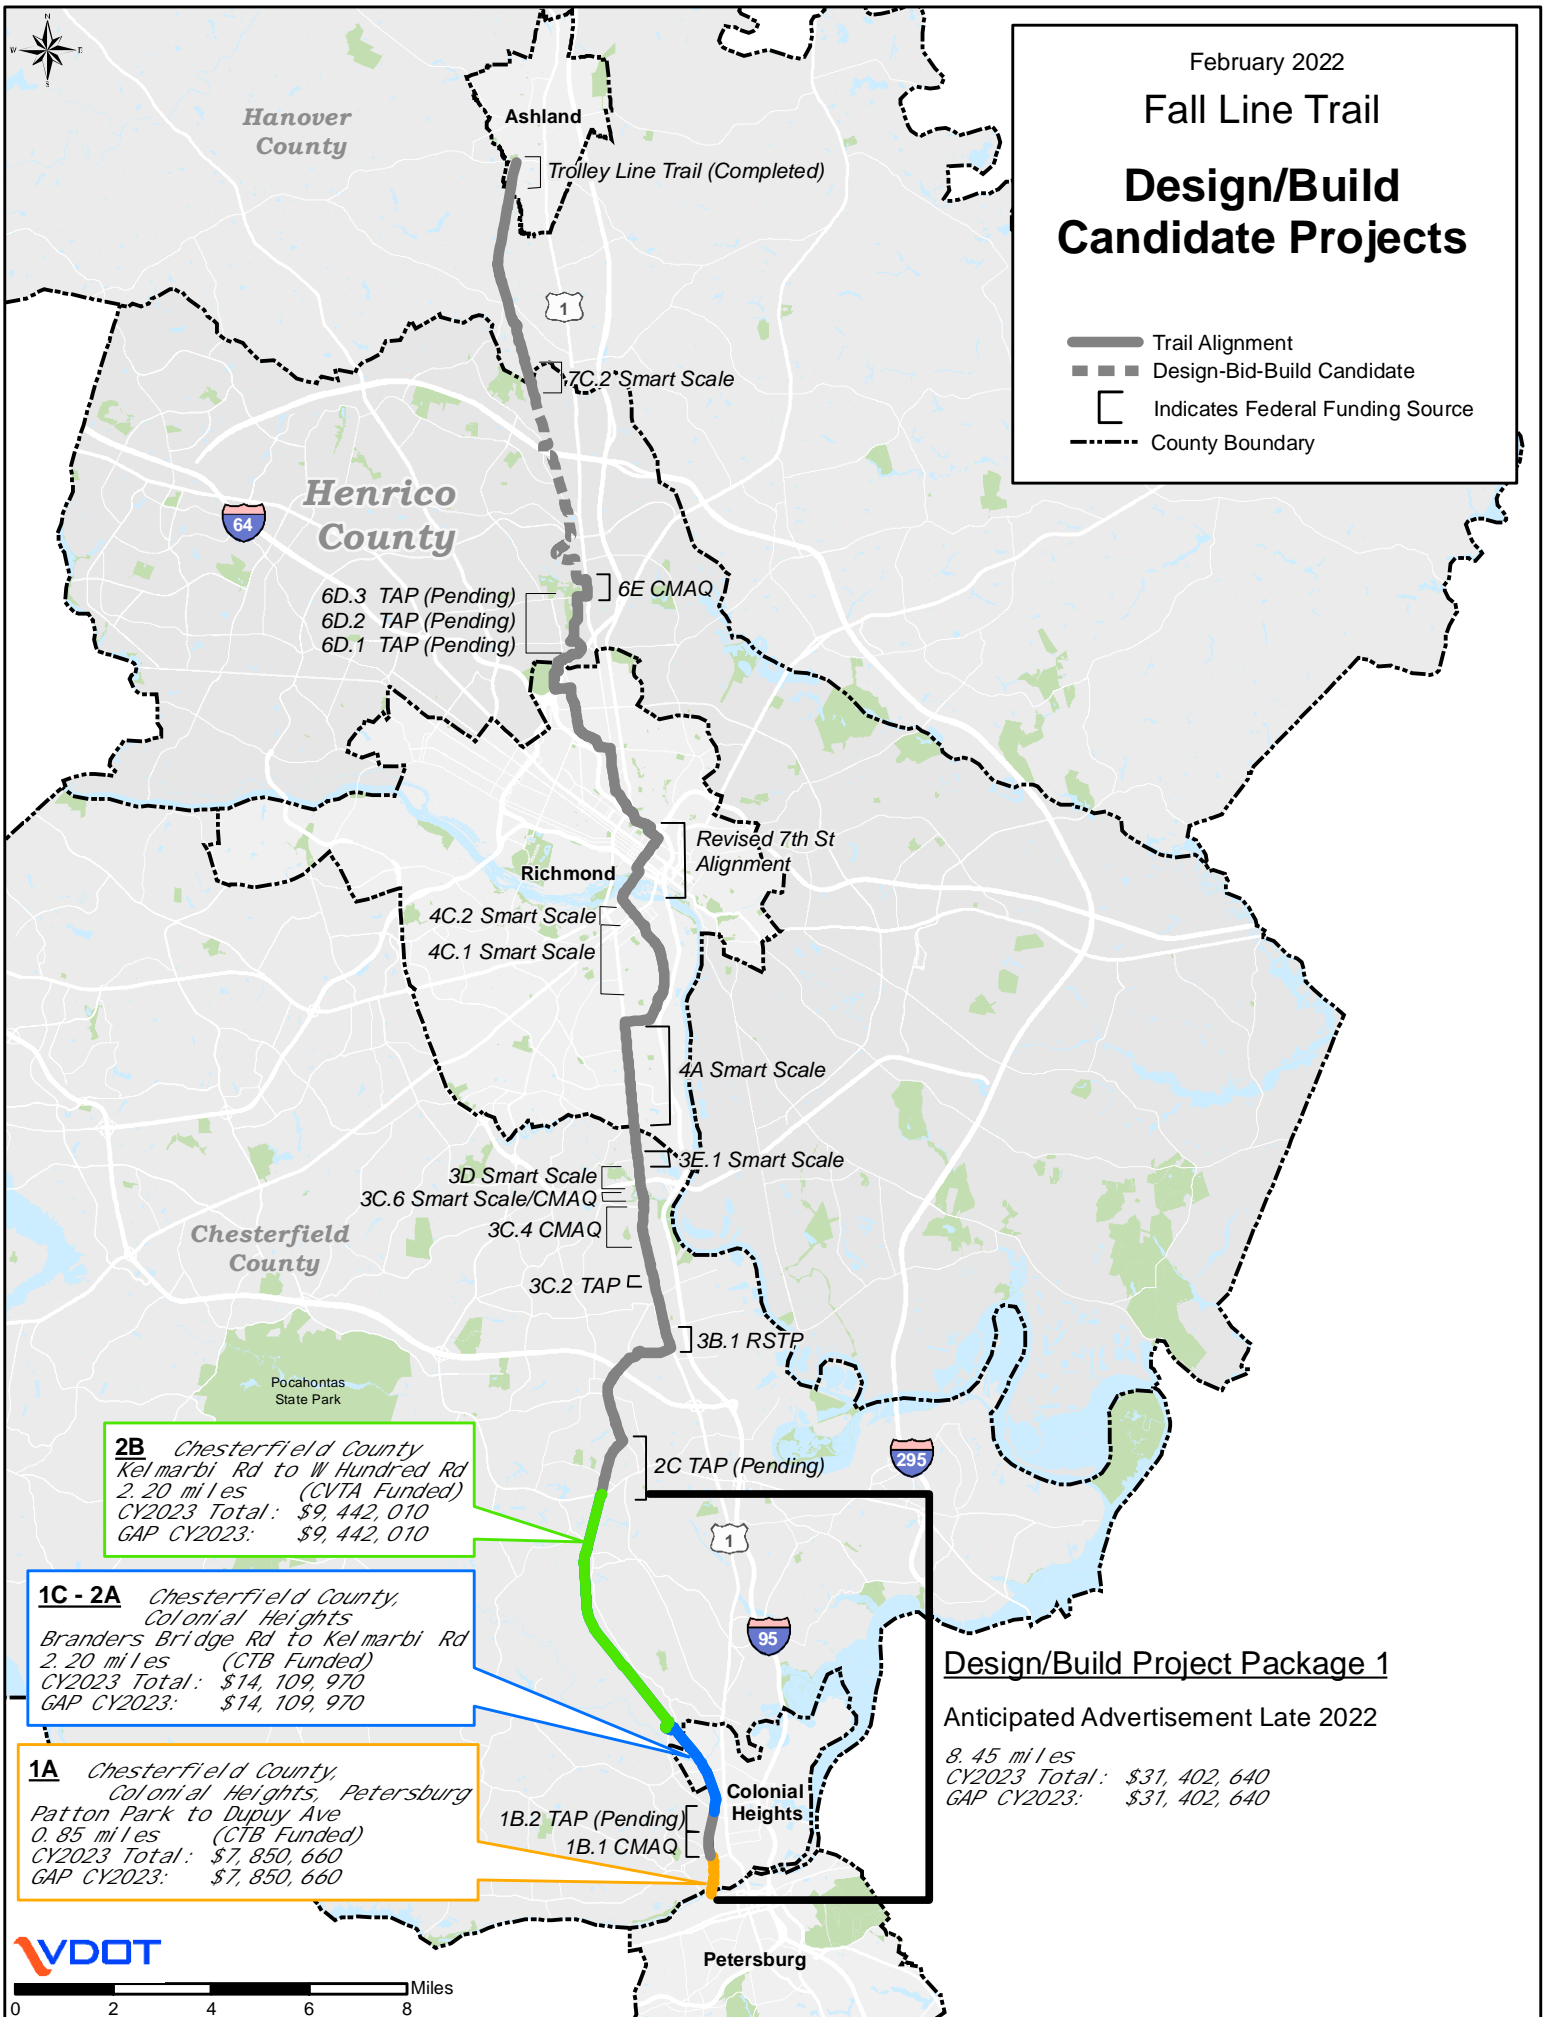 N
W
E
S
February 2022
Fall Line Trail
Design/Build
Candidate Projects
Trail Alignment
Design-Bid-Build Candidate
Indicates Federal Funding Source
County Boundary
Hanover
County
Ashland
Trolley Line Trail (Completed)
1
7C.2 Smart Scale
Henrico
County
64
6E CMAQ
6D.3 TAP (Pending)
6D.2 TAP (Pending)
6D.1 TAP (Pending)
Revised 7th St
Alignment
Richmond
4C.2 Smart Scale
4C.1 Smart Scale
4A Smart Scale
3E.1 Smart Scale
3D Smart Scale
3C.6 Smart Scale/CMAQ
3C.4 CMAQ
Chesterfield
County
3C.2 TAP
3B.1 RSTP
Pocahontas
State Park
2B Chesterfield County
Kelmarbi Rd to W Hundred Rd
2.20 miles (CVTA Funded)
CY2023 Total: $9,442,010
GAP CY2023: $9,442,010
2C TAP (Pending)
295
1
1C - 2A Chesterfield County,
Colonial Heights
Branders Bridge Rd to Kelmarbi Rd
2.20 miles (CTB Funded)
CY2023 Total: $14,109,970
GAP CY2023: $14,109,970
95
Design/Build Project Package 1
Anticipated Advertisement Late 2022
8.45 miles
CY2023 Total: $31,402,640
GAP CY2023: $31,402,640
1A Chesterfield County,
Colonial Heights, Petersburg
Patton Park to Dupuy Ave
0.85 miles (CTB Funded)
CY2023 Total: $7,850,660
GAP CY2023: $7,850,660
Colonial
Heights
1B.2 TAP (Pending)
1B.1 CMAQ
Petersburg
VDOT
Miles
0 2 4 6 8